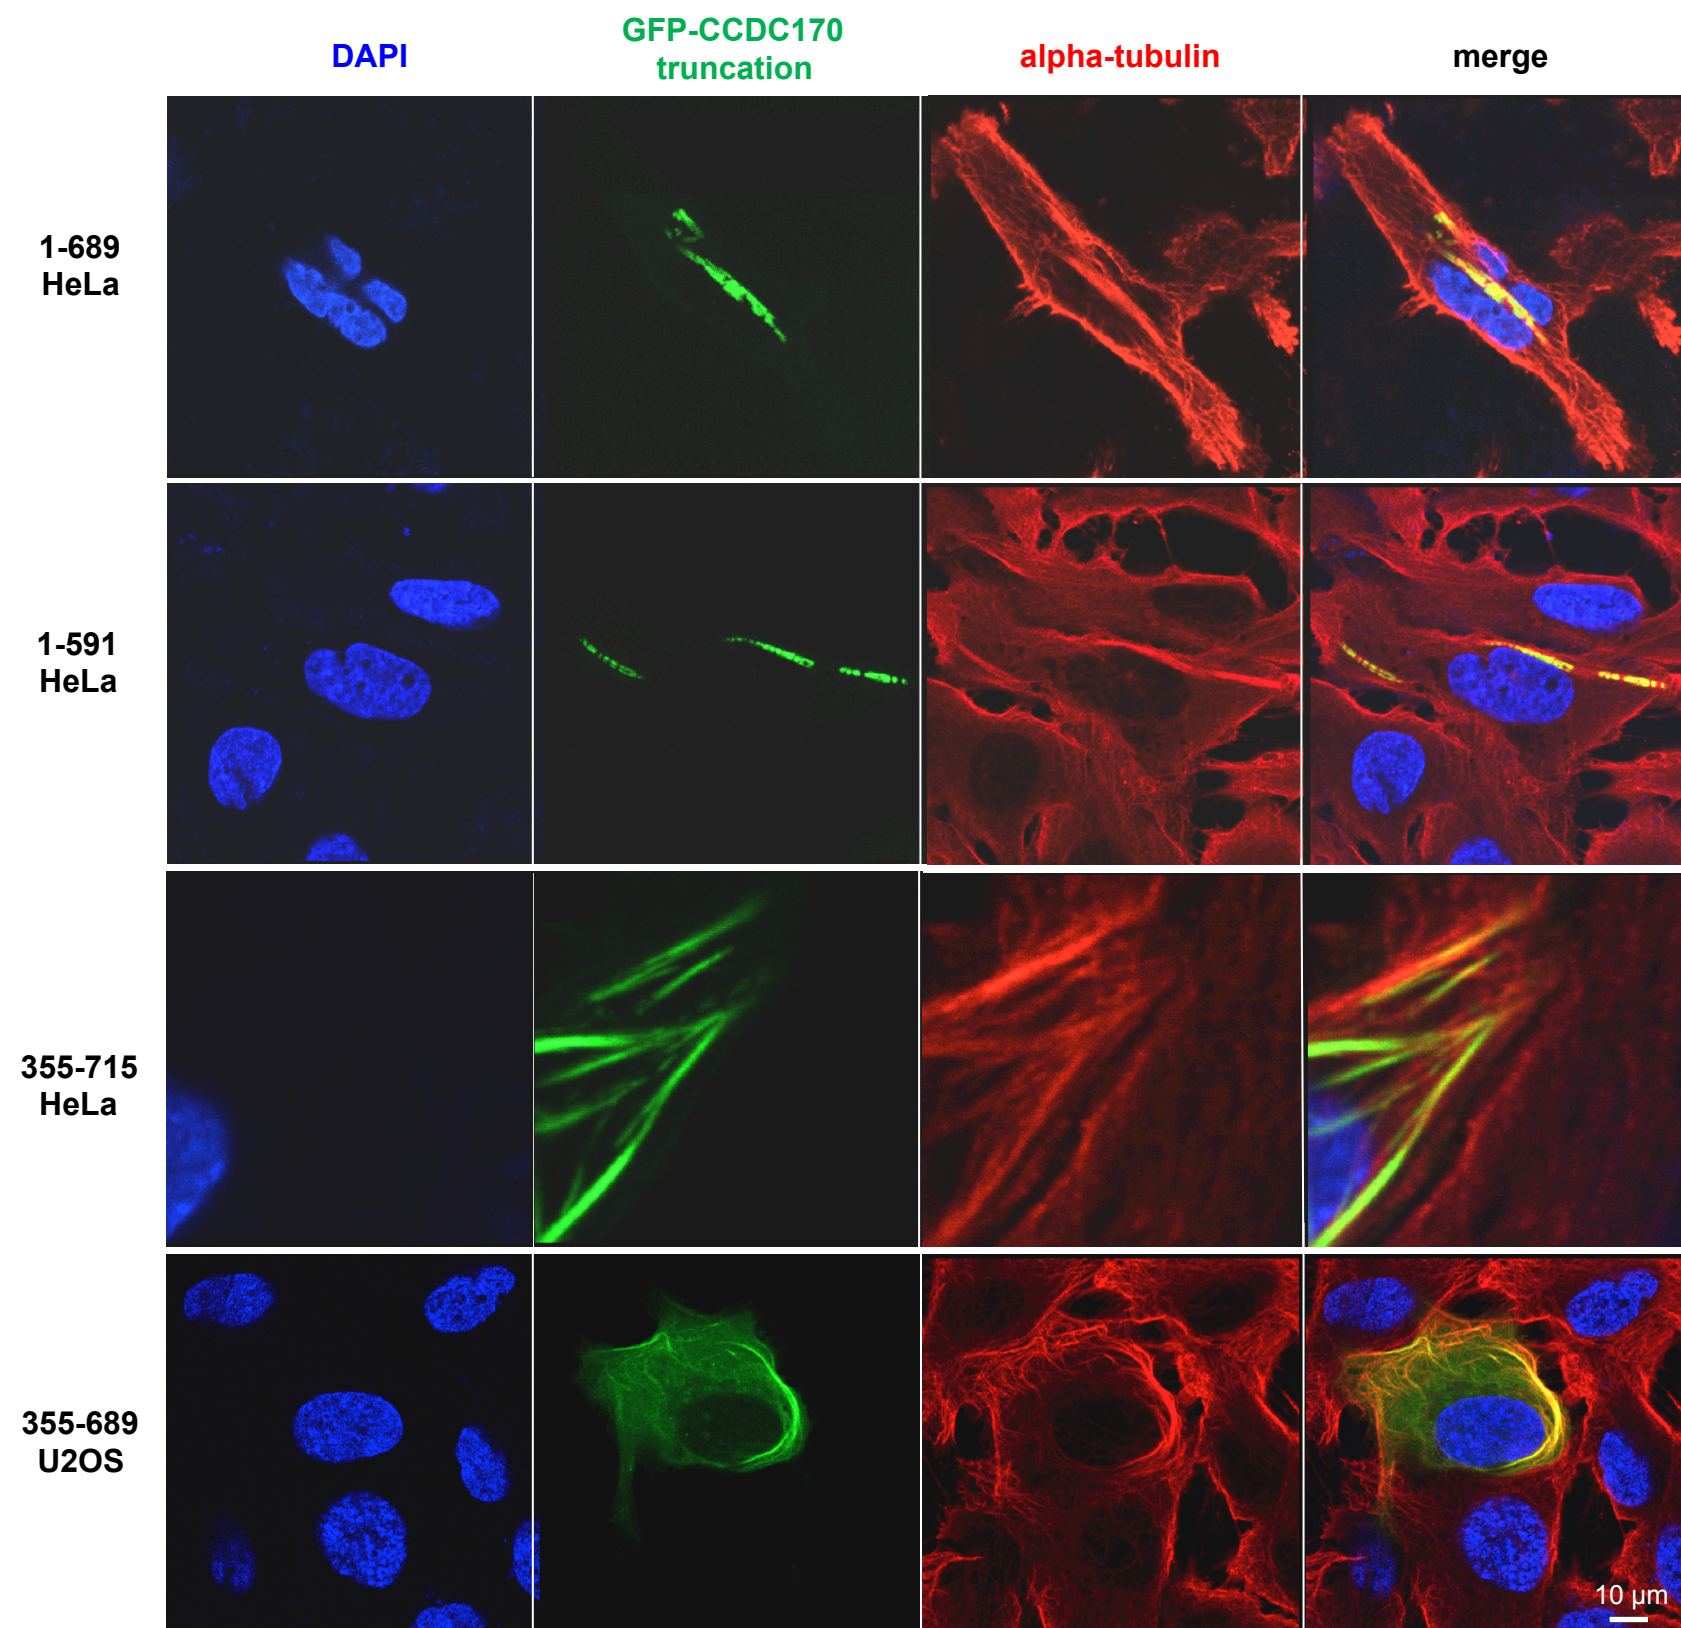 DAPI
GFP-CCDC170
truncation
alpha-tubulin
merge
1-689
HeLa
1-591
HeLa
355-715
HeLa
355-689
U2OS
10 µm